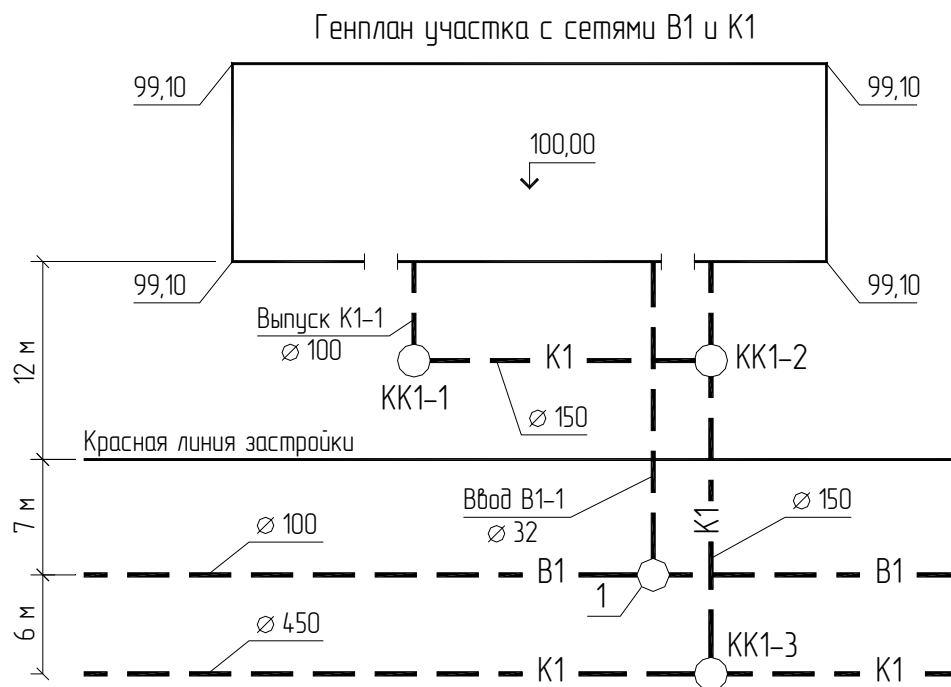 Генплан участка с сетями В1 и К1
99,10
99,10
100,00
99,10
99,10
Выпуск К1-1
∅ 100
К1
КК1-2
КК1-1
∅ 150
12 м
Красная линия застройки
Ввод В1-1
∅ 32
К1
∅ 150
∅ 100
7 м
В1
В1
1
∅ 450
6 м
КК1-3
К1
К1